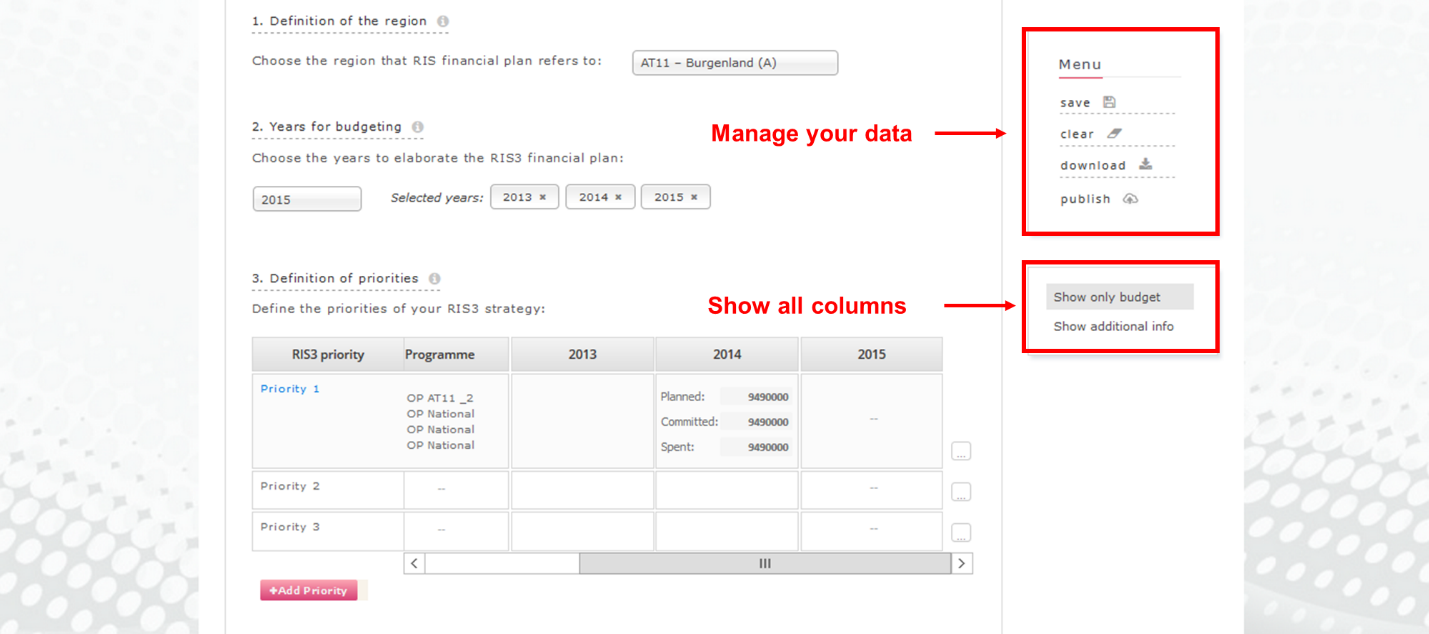 1. Definition of the region
Choose the region that RIS financial plan refers to:
AT11 – Burgenland (A)
2. Years for budgeting
Choose the years to elaborate the RIS3 financial plan:
2015
Selected years:
2013 ×
2014 ×
2015 ×
3. Definition of priorities
Define the priorities of your RIS3 strategy:
RIS3 priority Programme 2013 2014 2015
Priority 1
OP AT11 _2
OP National
OP National
OP National
Planned: 9490000
Committed: 9490000
Spent: 9490000
--
...
Priority 2 -- -- ...
Priority 3 -- -- ...
+Add Priority
Manage your data
Menu
save
clear
download
publish
Show all columns
Show only budget
Show additional info